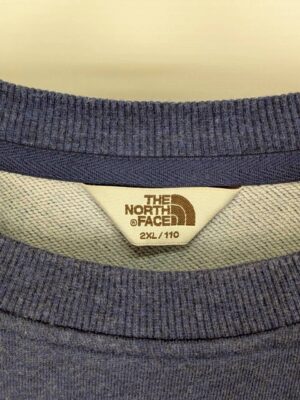 THE
NORTH
®FACE
2XL/110